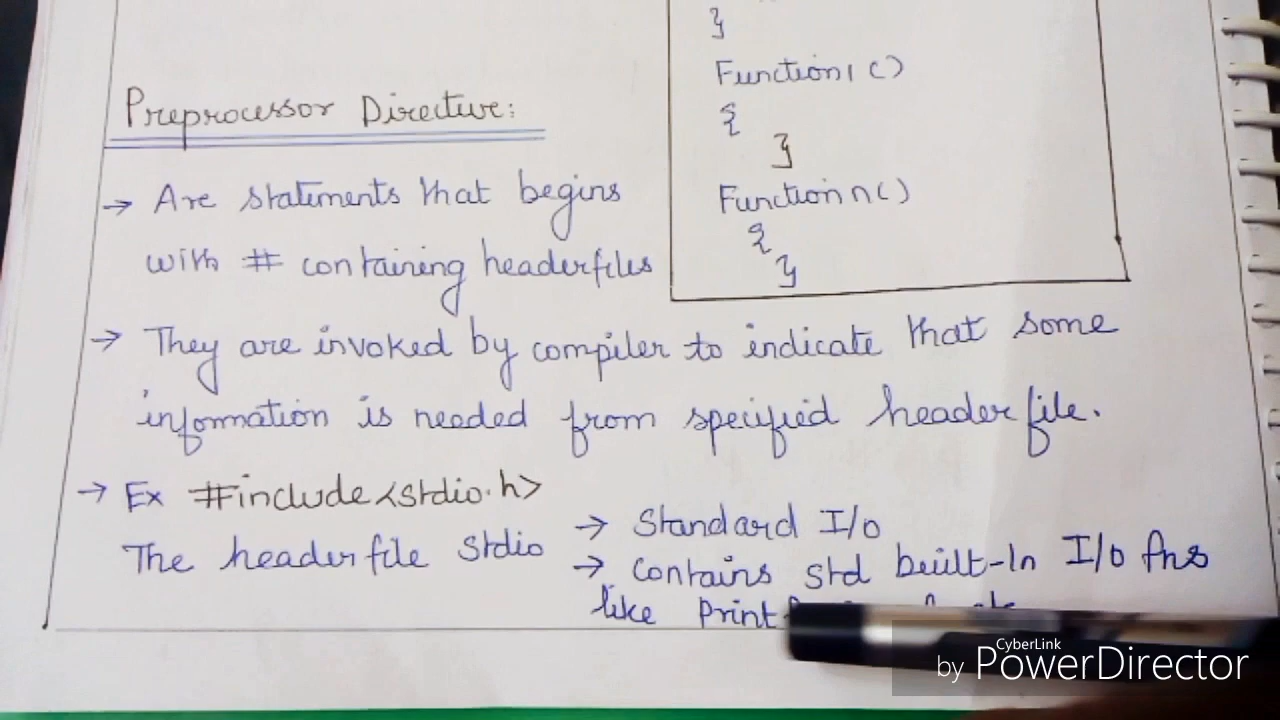 }
Function1 ()
{
}
Function n()
{
}
Preprocessor Directive:
→ Are statements that begins
with # containing headerfiles
→ They are invoked by compiler to indicate that some
information is needed from specified header file.
→ Ex #include<stdio.h>
The header file Stdio → Standard I/O
→ contains std built-In I/O fns
like Print
CyberLink
by PowerDirector